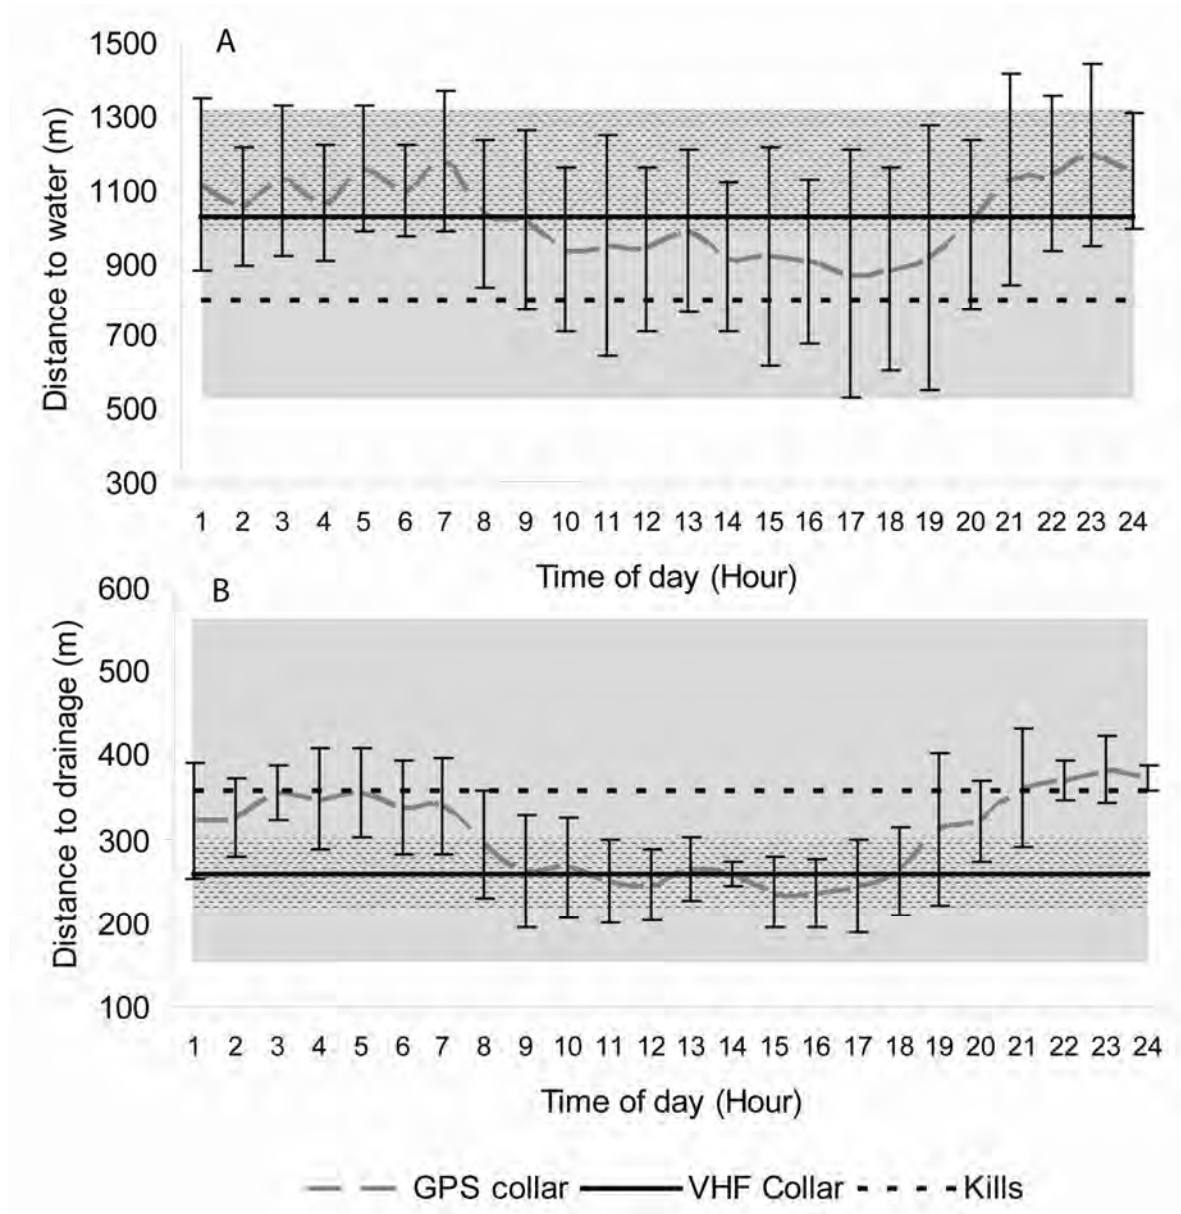 A
1500
1300
1100
900
700
500
300
Distance to water (m)
1 2 3 4 5 6 7 8 9 10 11 12 13 14 15 16 17 18 19 20 21 22 23 24
Time of day (Hour)
B
600
500
400
300
200
100
Distance to drainage (m)
1 2 3 4 5 6 7 8 9 10 11 12 13 14 15 16 17 18 19 20 21 22 23 24
Time of day (Hour)
GPS collar VHF Collar Kills